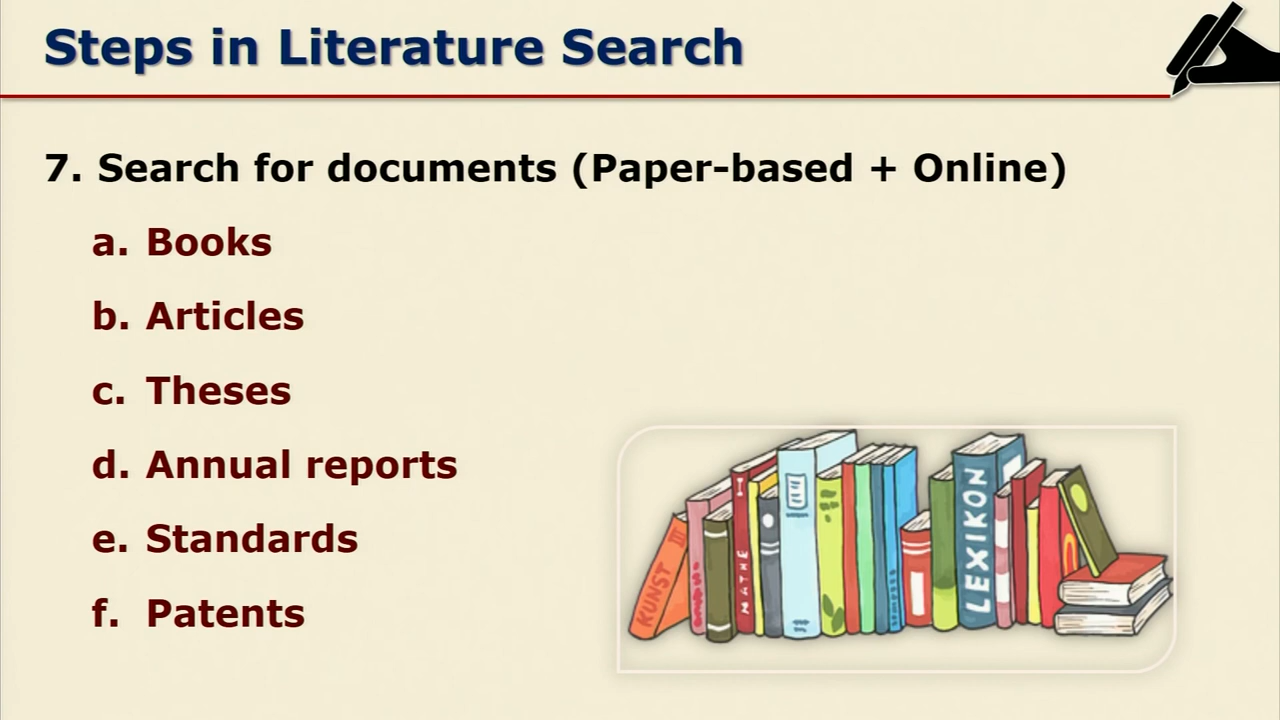 Steps in Literature Search
7. Search for documents (Paper-based + Online)
a. Books
b. Articles
c. Theses
d. Annual reports
e. Standards
f. Patents
KUNST
MATHE
LEXIKON